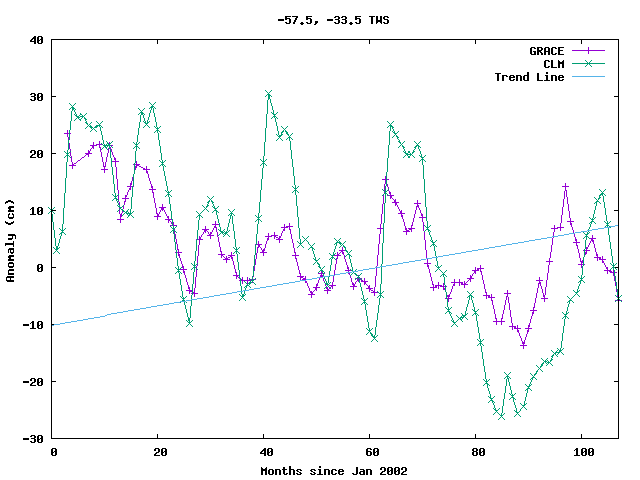 -57.5, -33.5 TWS
GRACE
CLM
Trend Line
40
30
20
10
0
-10
-20
-30
Anomaly (cm)
0 20 40 60 80 100
Months since Jan 2002